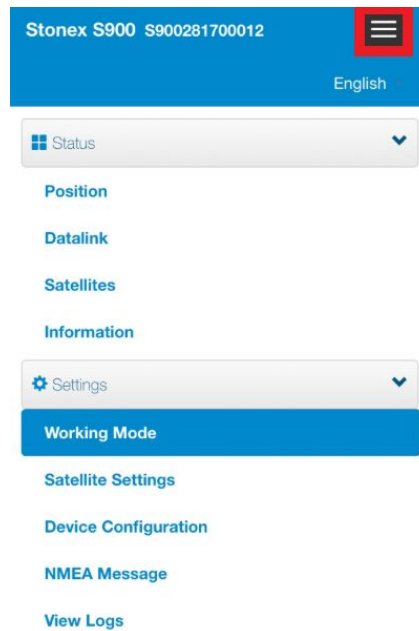 Stonex S900 S900281700012
English
Status
Position
Datalink
Satellites
Information
Settings
Working Mode
Satellite Settings
Device Configuration
NMEA Message
View Logs